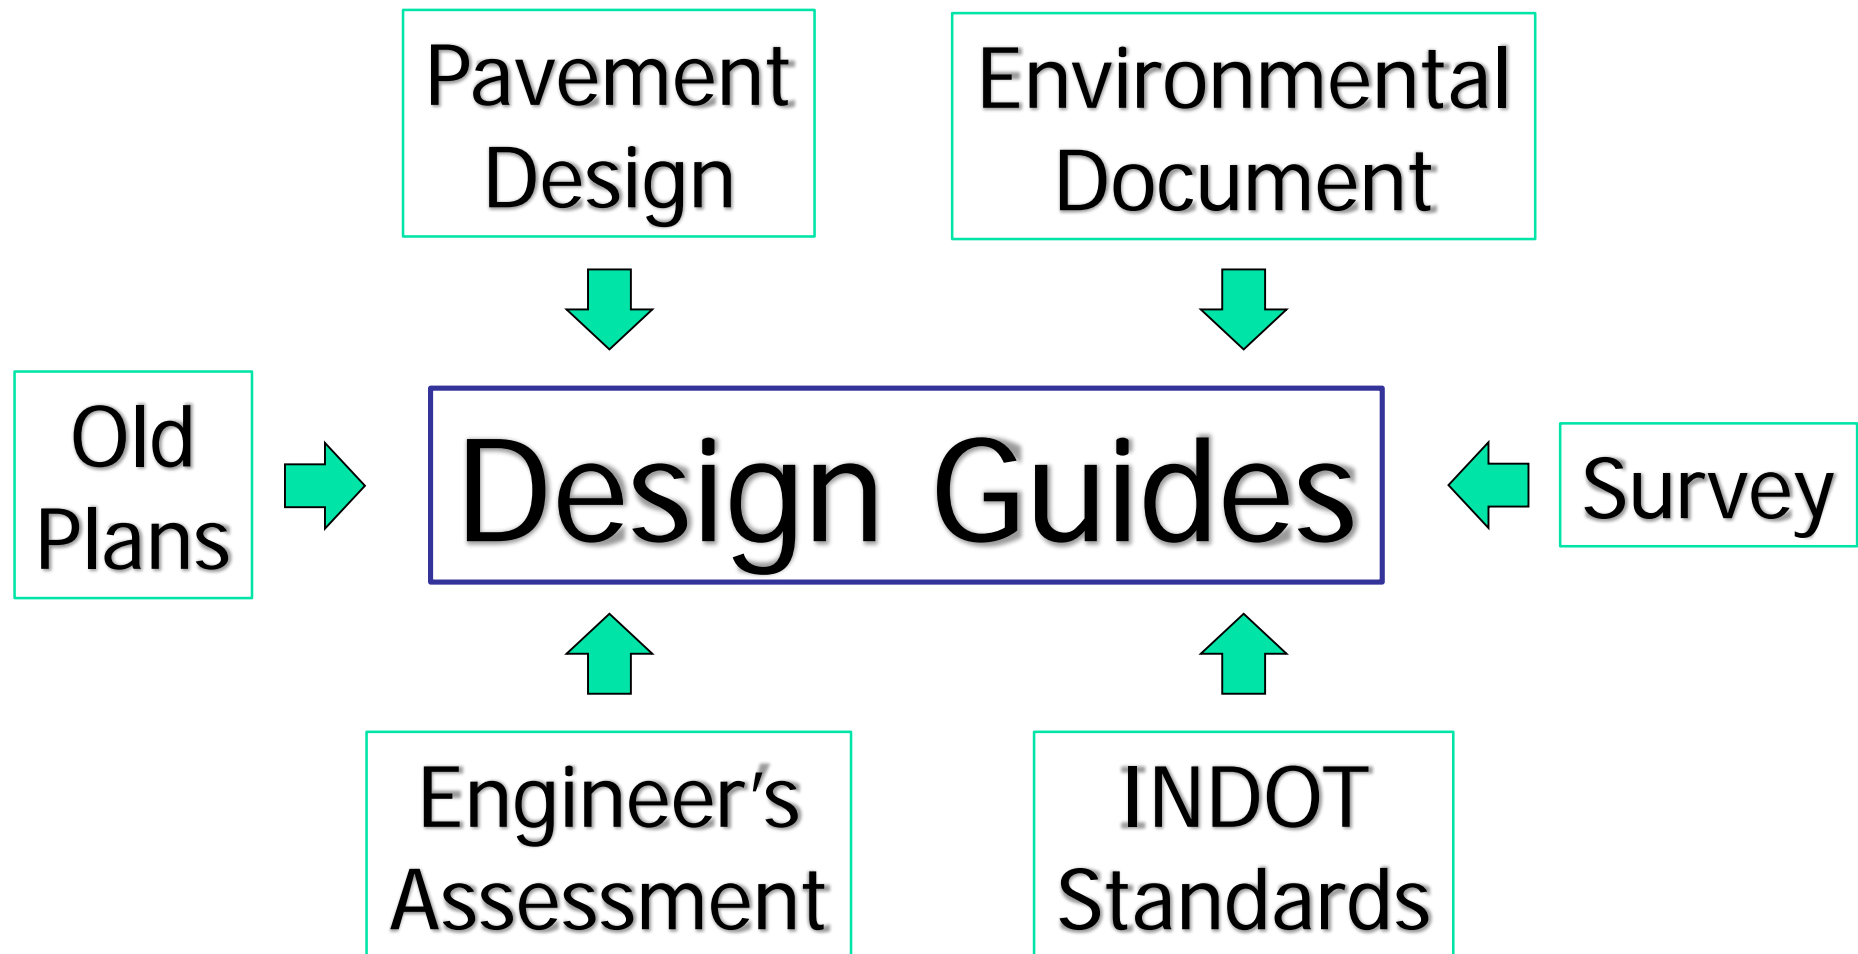 Pavement
Design
Environmental
Document
Old
Plans
Design Guides
Survey
Engineer’s
Assessment
INDOT
Standards